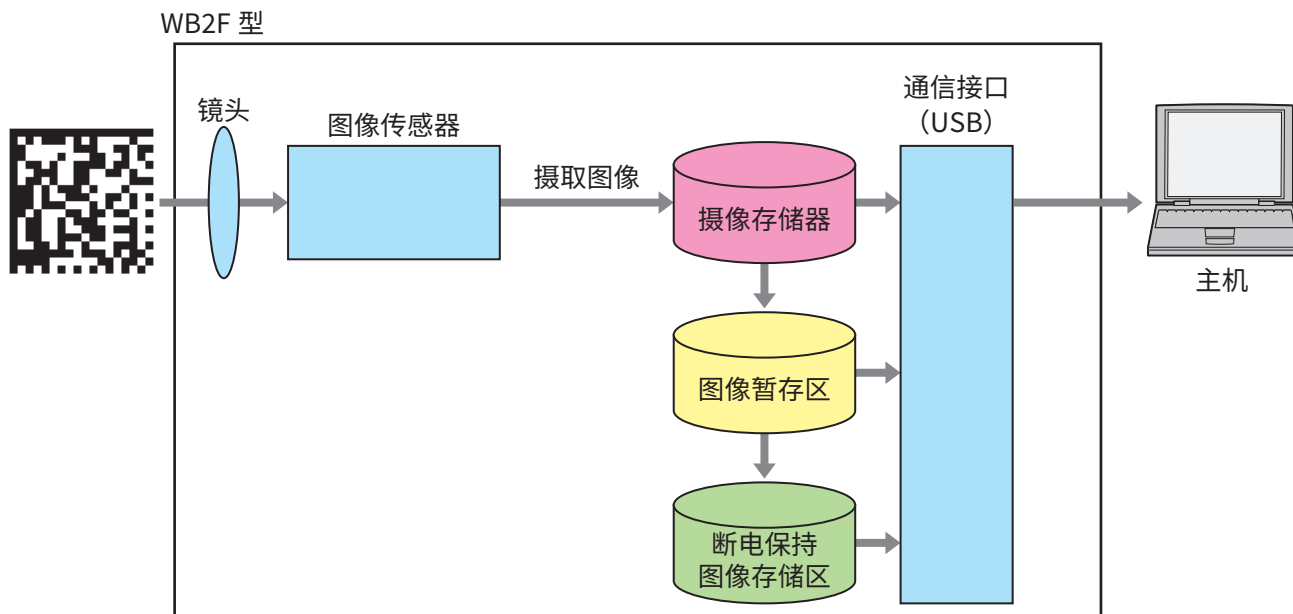 WB2F 型
镜头
图像传感器
摄取图像
摄像存储器
通信接口
（USB）
主机
图像暂存区
断电保持
图像存储区